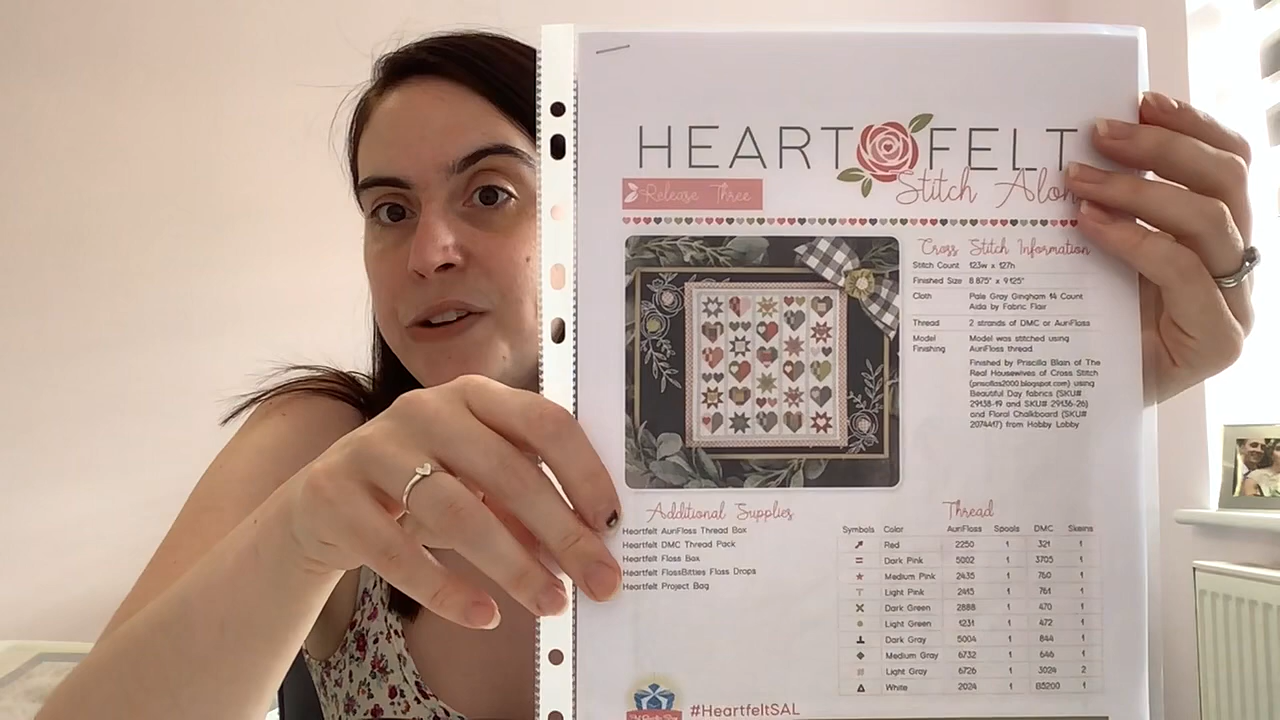 HEARTFELT
Stitch Alon
Release Three
Cross Stitch Information
Stitch Count 123w x 127h
Finished Size 8.875" x 9.125"
Cloth Pale Gray Gingham 14 Count
Aida by Fabric Flair
Thread 2 strands of DMC or AuriFloss
Model Model was stitched using
Finishing AuriFloss thread.
Finished by Priscilla Blain of The
Real Housewives of Cross Stitch
(priscillas2000.blogspot.com) using
Beautiful Day fabrics (SKU#
29138-19 and SKU# 29136-26)
and Floral Chalkboard (SKU#
2074417) from Hobby Lobby
Additional Supplies
Heartfelt AuriFloss Thread Box
Heartfelt DMC Thread Pack
Heartfelt Floss Box
Heartfelt FlossBitties Floss Drops
Heartfelt Project Bag
Thread
Symbols Color AuriFloss Spools DMC Skeins
Red 2250 1 321 1
Dark Pink 5002 1 3705 1
Medium Pink 2435 1 760 1
Light Pink 2415 1 761 1
Dark Green 2888 1 470 1
Light Green 1231 1 472 1
Dark Gray 5004 1 844 1
Medium Gray 6732 1 646 1
Light Gray 6726 1 3024 2
White 2024 1 B5200 1
#HeartfeltSAL